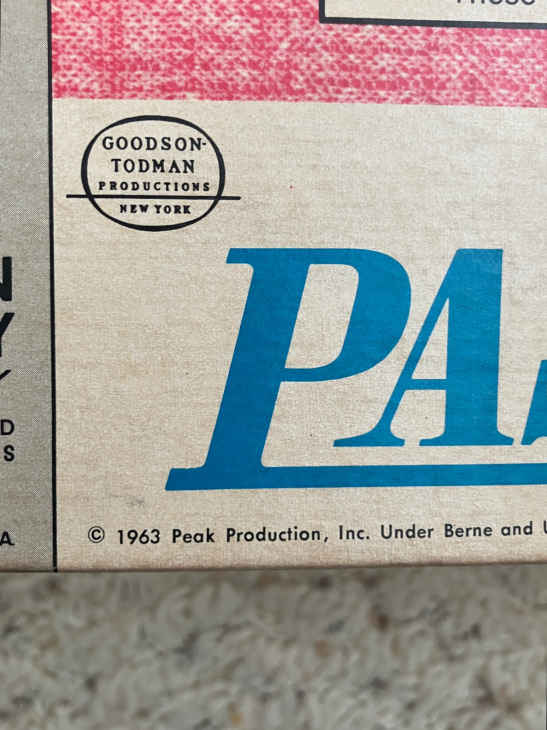 GOODSON-
TODMAN
PRODUCTIONS
NEW YORK
PA
N
Y
D
S
A.
© 1963 Peak Production, Inc. Under Berne and U